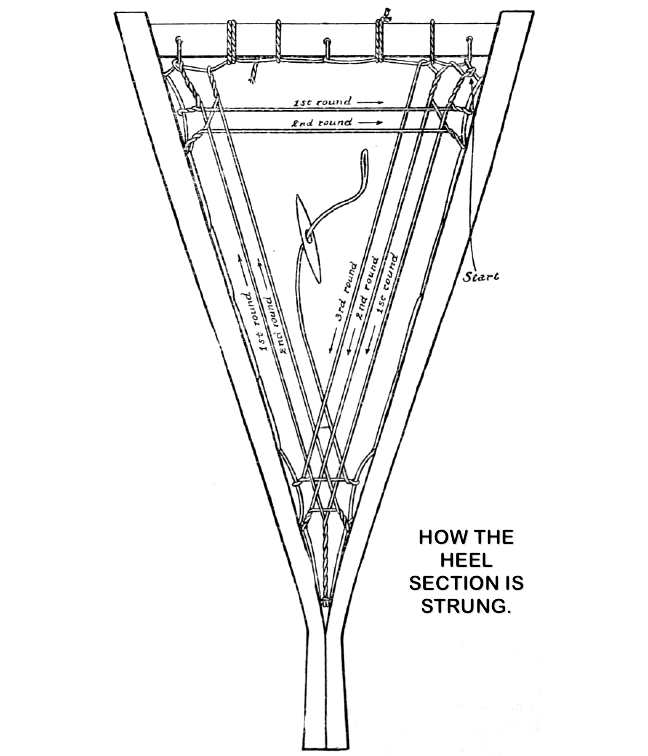 1st round
2nd round
1st round
2nd round
3rd round
2nd round
1st round
Start
HOW THE
HEEL
SECTION IS
STRUNG.